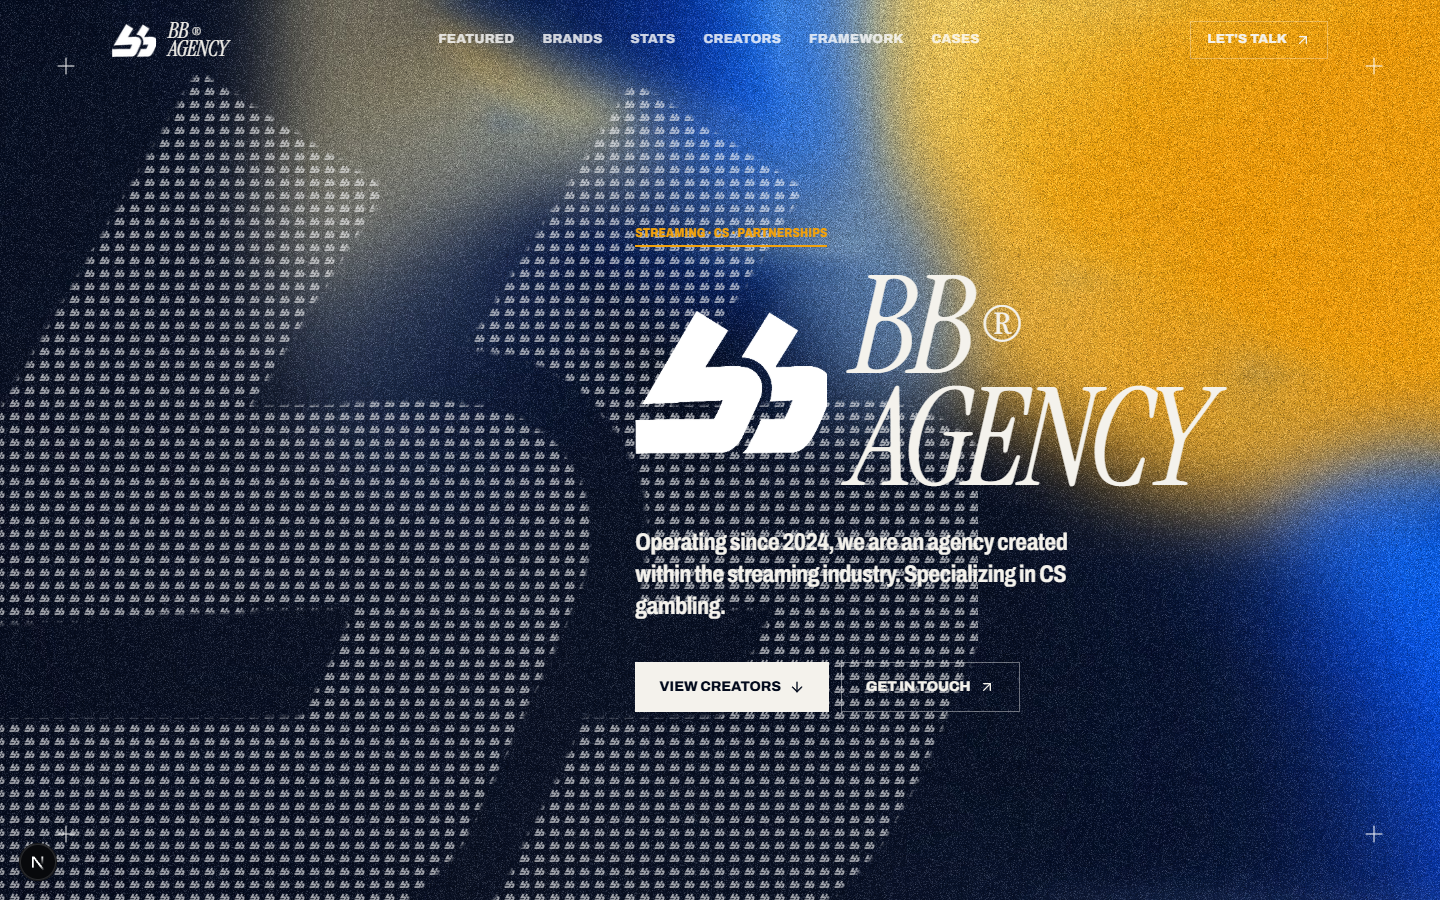 BB ®
AGENCY
FEATURED BRANDS STATS CREATORS FRAMEWORK CASES
LET'S TALK
STREAMING CS PARTNERSHIPS
BB ®
AGENCY
Operating since 2024, we are an agency created
within the streaming industry. Specializing in CS
gambling.
VIEW CREATORS
GET IN TOUCH
N